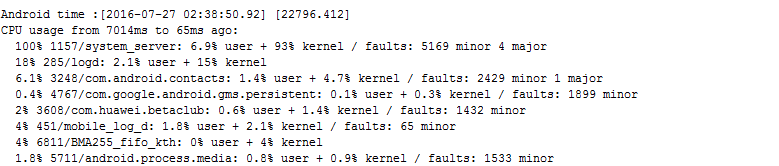 Android time :[2016-07-27 02:38:50.92] [22796.412]
CPU usage from 7014ms to 65ms ago:
100% 1157/system_server: 6.9% user + 93% kernel / faults: 5169 minor 4 major
18% 285/logd: 2.1% user + 15% kernel
6.1% 3248/com.android.contacts: 1.4% user + 4.7% kernel / faults: 2429 minor 1 major
0.4% 4767/com.google.android.gms.persistent: 0.1% user + 0.3% kernel / faults: 1899 minor
2% 3608/com.huawei.betaclub: 0.6% user + 1.4% kernel / faults: 1432 minor
4% 451/mobile_log_d: 1.8% user + 2.1% kernel / faults: 65 minor
4% 6811/BMA255_fifo_kth: 0% user + 4% kernel
1.8% 5711/android.process.media: 0.8% user + 0.9% kernel / faults: 1533 minor